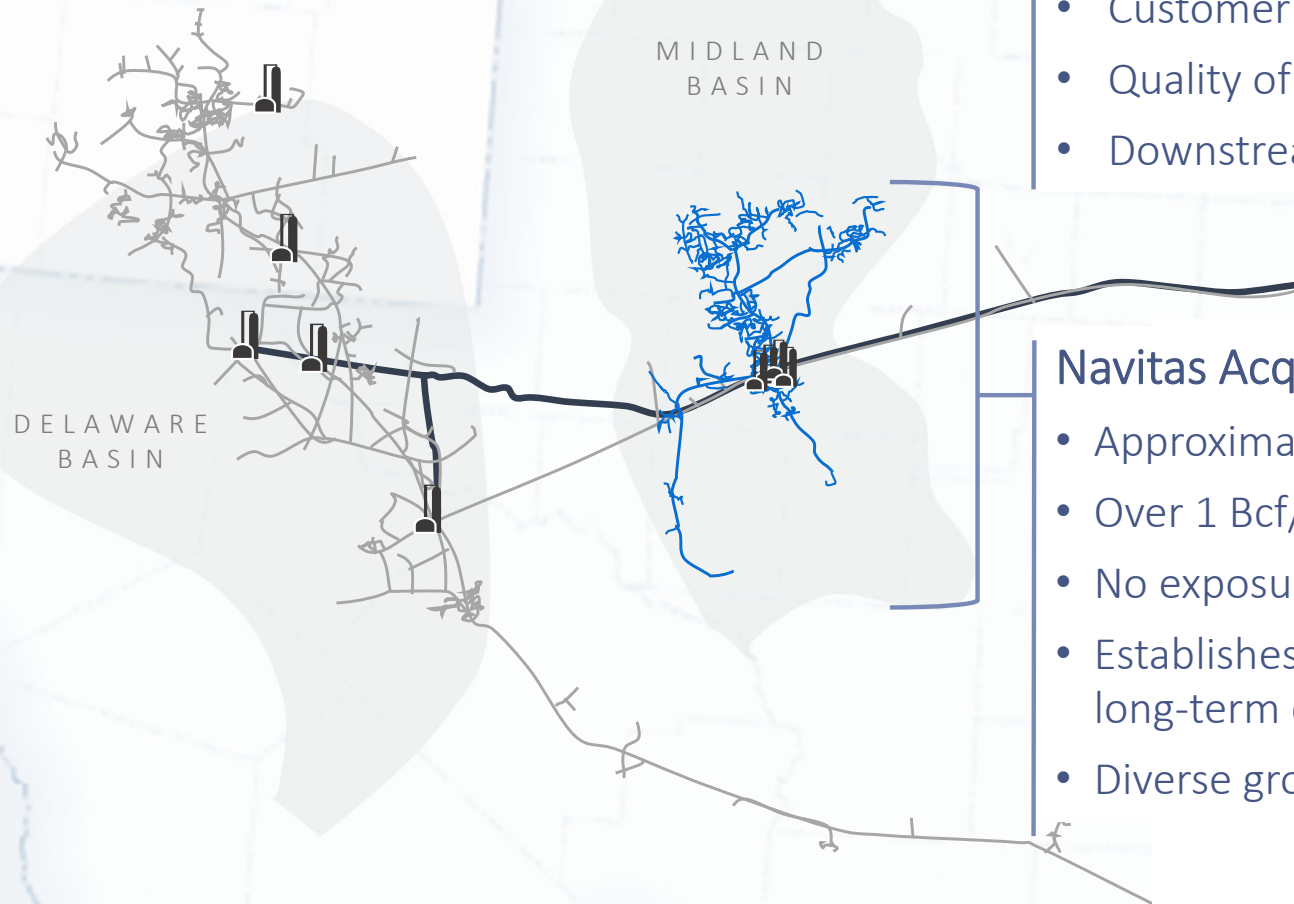 MIDLAND
BASIN
Customer
• Quality of
• Downstrea
DELAWARE
BASIN
Navitas Acq
• Approxima
• Over 1 Bcf/
• No exposu
• Establishes
long-term
• Diverse gro